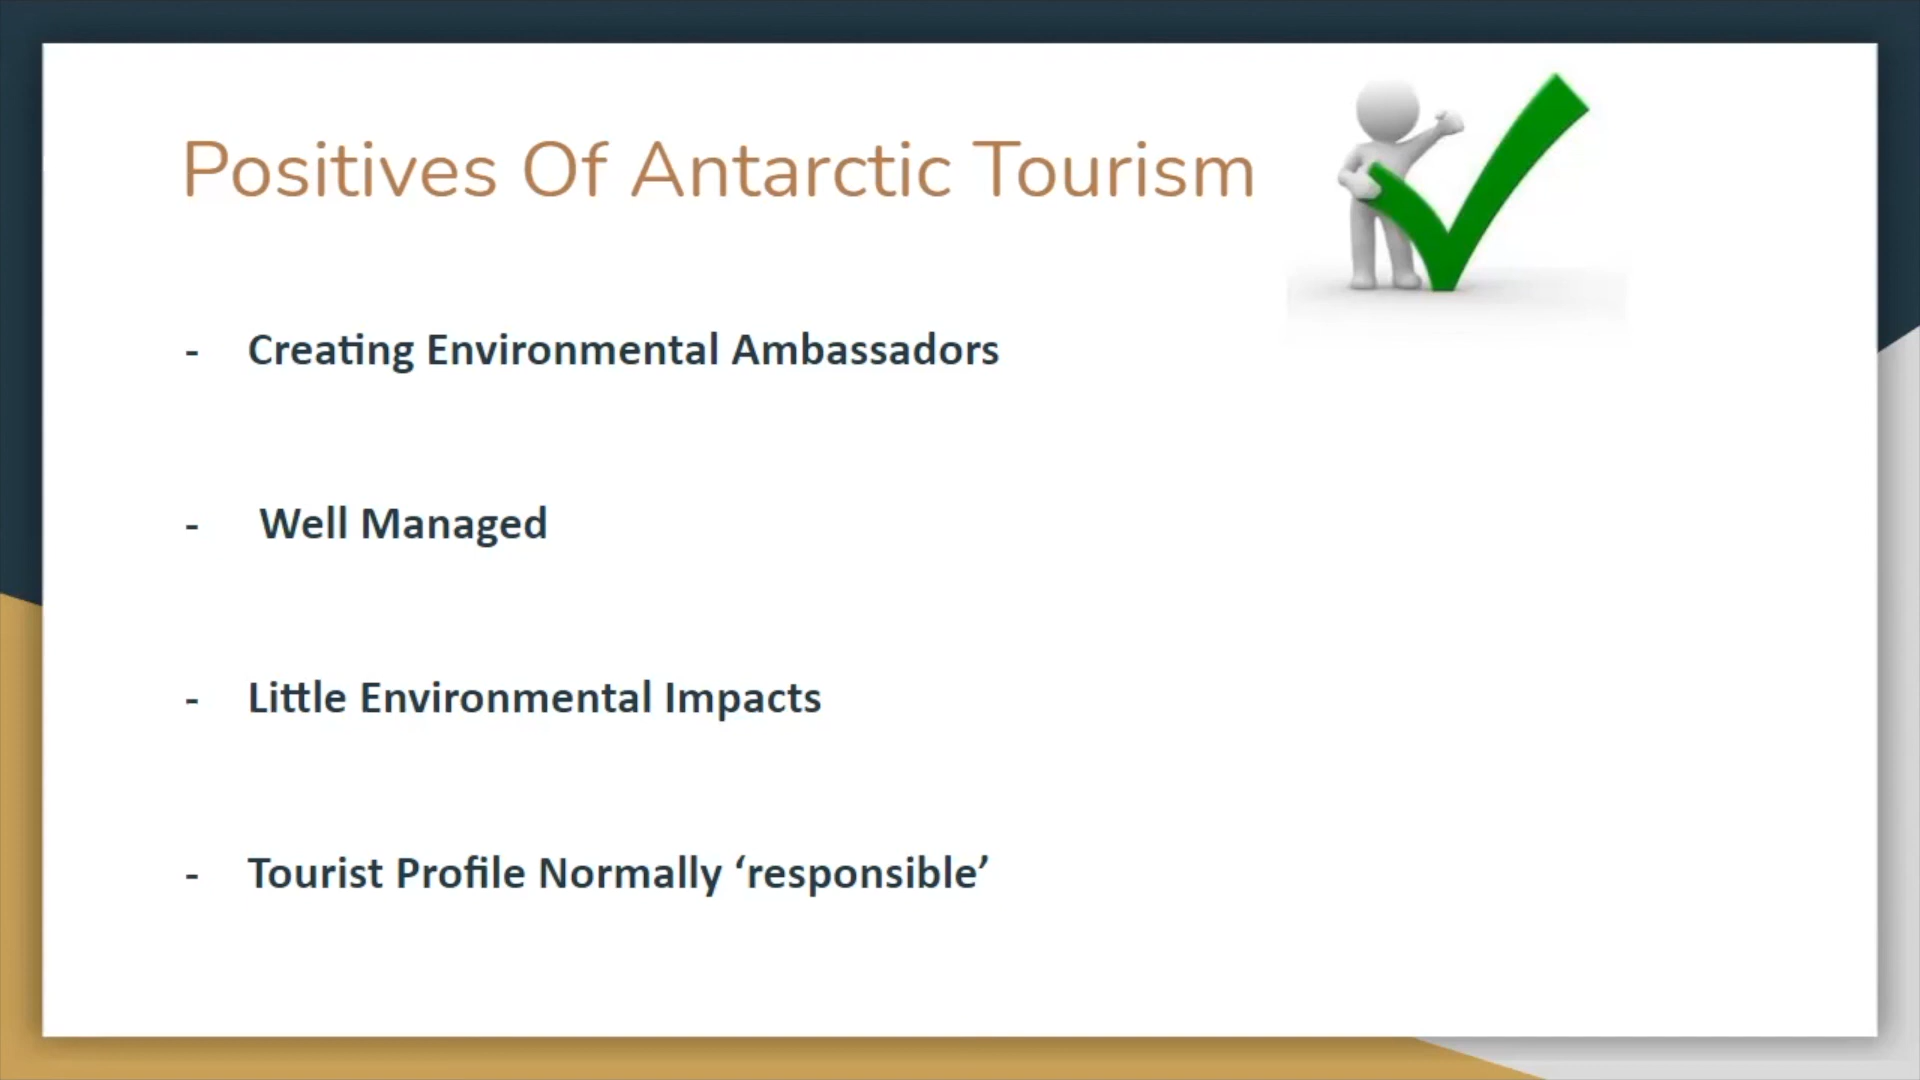 Positives Of Antarctic Tourism
- Creating Environmental Ambassadors
- Well Managed
- Little Environmental Impacts
- Tourist Profile Normally ‘responsible’